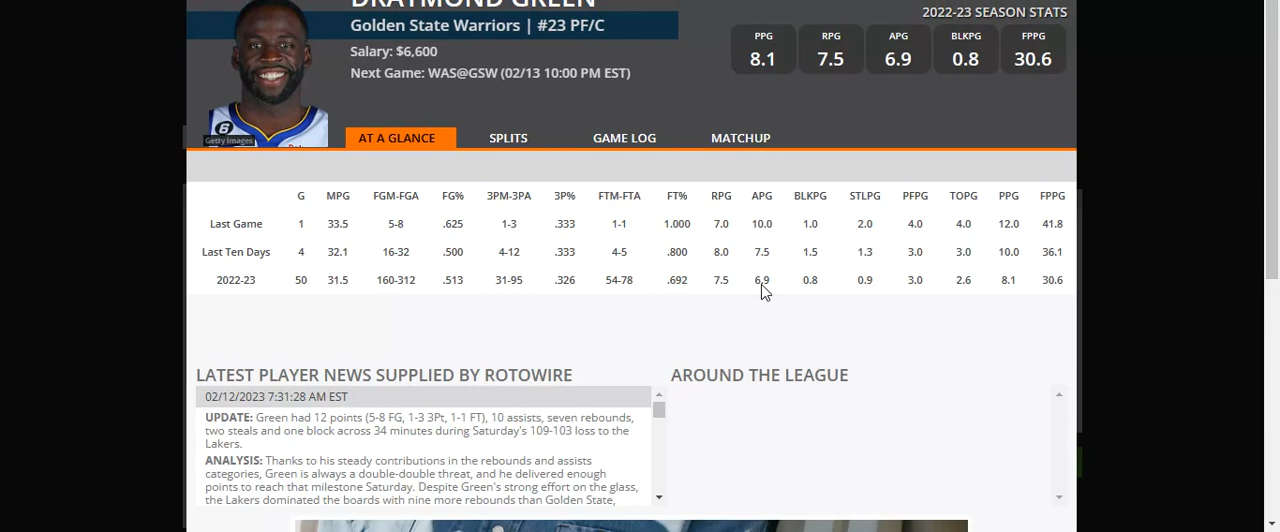 DRAYMOND GREEN
Golden State Warriors | #23 PF/C
Salary: $6,600
Next Game: WAS@GSW (02/13 10:00 PM EST)
2022-23 SEASON STATS
PPG RPG APG BLKPG FPPG
8.1 7.5 6.9 0.8 30.6
6
Getty Images
AT A GLANCE SPLITS GAME LOG MATCHUP
G MPG FGM-FGA FG% 3PM-3PA 3P% FTM-FTA FT% RPG APG BLKPG STLPG PFPG TOPG PPG FPPG
Last Game 1 33.5 5-8 .625 1-3 .333 1-1 1.000 7.0 10.0 1.0 2.0 4.0 4.0 12.0 41.8
Last Ten Days 4 32.1 16-32 .500 4-12 .333 4-5 .800 8.0 7.5 1.5 1.3 3.0 3.0 10.0 36.1
2022-23 50 31.5 160-312 .513 31-95 .326 54-78 .692 7.5 6.9 0.8 0.9 3.0 2.6 8.1 30.6
LATEST PLAYER NEWS SUPPLIED BY ROTOWIRE
02/12/2023 7:31:28 AM EST
UPDATE: Green had 12 points (5-8 FG, 1-3 3Pt, 1-1 FT), 10 assists, seven rebounds,
two steals and one block across 34 minutes during Saturday's 109-103 loss to the
Lakers.
ANALYSIS: Thanks to his steady contributions in the rebounds and assists
categories, Green is always a double-double threat, and he delivered enough
points to reach that milestone Saturday. Despite Green's strong effort on the glass,
the Lakers dominated the boards with nine more rebounds than Golden State,
AROUND THE LEAGUE